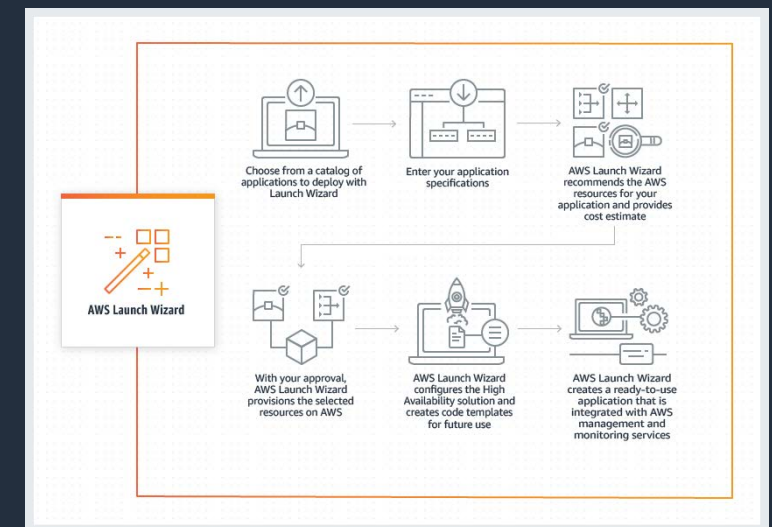 Choose from a catalog of
applications to deploy with
Launch Wizard
Enter your application
specifications
AWS Launch Wizard
recommends the AWS
resources for your
application and provides
cost estimate
AWS Launch Wizard
With your approval,
AWS Launch Wizard
provisions the selected
resources on AWS
AWS Launch Wizard
configures the High
Availability solution and
creates code templates
for future use
AWS Launch Wizard
creates a ready-to-use
application that is
integrated with AWS
management and
monitoring services